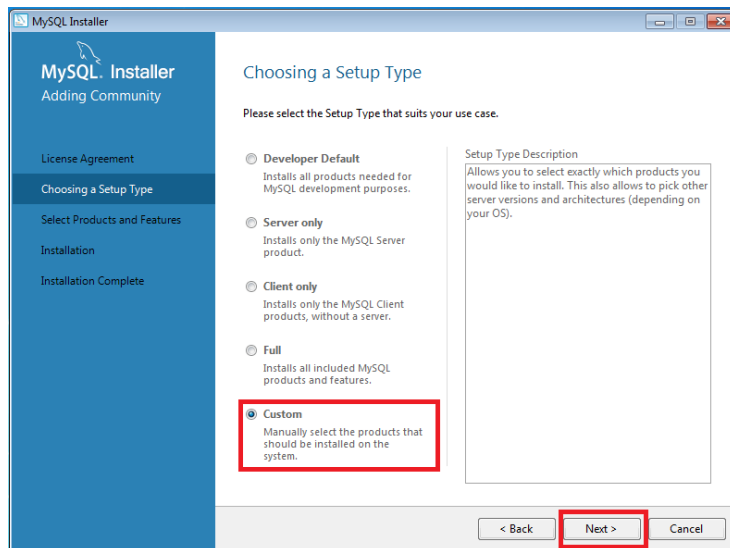 MySQL Installer
MySQL. Installer
Adding Community
License Agreement
Choosing a Setup Type
Select Products and Features
Installation
Installation Complete
Choosing a Setup Type
Please select the Setup Type that suits your use case.
Developer Default
Installs all products needed for
MySQL development purposes.
Server only
Installs only the MySQL Server
product.
Client only
Installs only the MySQL Client
products, without a server.
Full
Installs all included MySQL
products and features.
Custom
Manually select the products that
should be installed on the
system.
Setup Type Description
Allows you to select exactly which products you
would like to install. This also allows to pick other
server versions and architectures (depending on
your OS).
< Back
Next >
Cancel